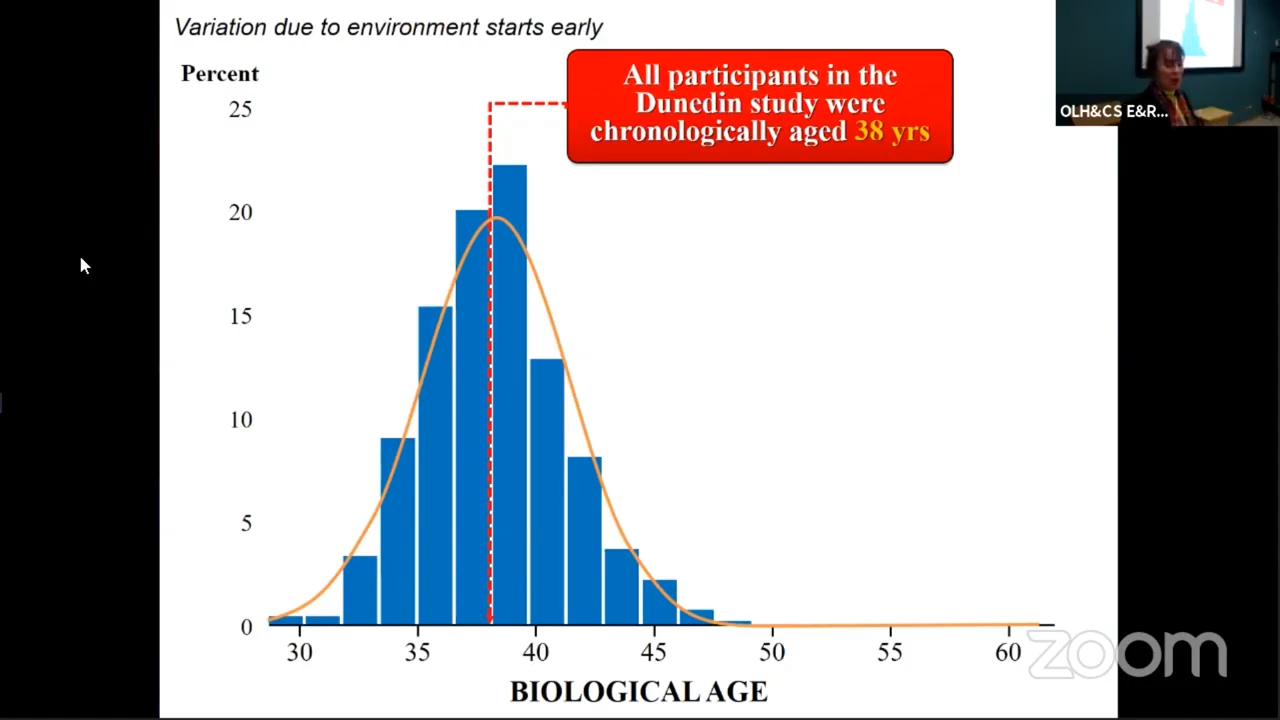 Variation due to environment starts early
Percent
25
20
15
10
5
0
All participants in the
Dunedin study were
chronologically aged 38 yrs
30 35 40 45 50 55 60
BIOLOGICAL AGE
OLH&CS E&R...
zoom